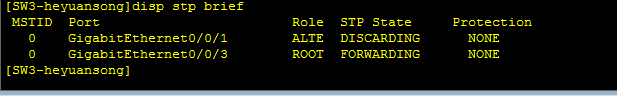 [SW3-heyuansong]disp stp brief
MSTID Port Role STP State Protection
0 GigabitEthernet0/0/1 ALTE DISCARDING NONE
0 GigabitEthernet0/0/3 ROOT FORWARDING NONE
[SW3-heyuansong]